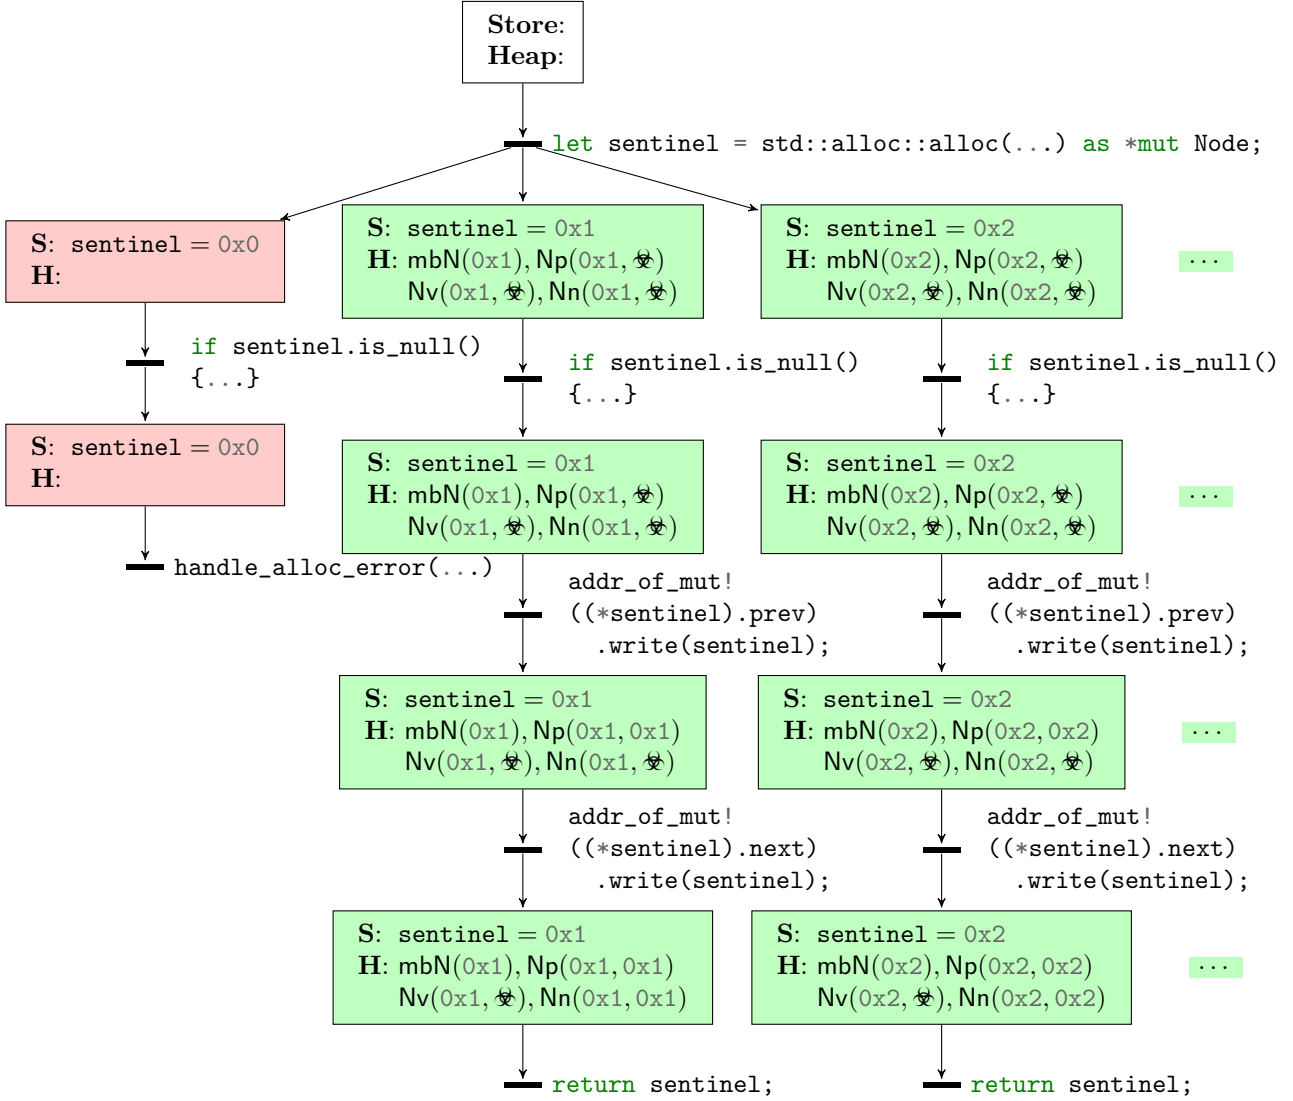 Store:
Heap:
let sentinel = std::alloc::alloc(...) as *mut Node;
S: sentinel = 0x0
H:
S: sentinel = 0x1
H: mbN(0x1), Np(0x1, ☣)
Nv(0x1, ☣), Nn(0x1, ☣)
S: sentinel = 0x2
H: mbN(0x2), Np(0x2, ☣)
Nv(0x2, ☣), Nn(0x2, ☣)
...
if sentinel.is_null()
{...}
if sentinel.is_null()
{...}
if sentinel.is_null()
{...}
S: sentinel = 0x0
H:
S: sentinel = 0x1
H: mbN(0x1), Np(0x1, ☣)
Nv(0x1, ☣), Nn(0x1, ☣)
S: sentinel = 0x2
H: mbN(0x2), Np(0x2, ☣)
Nv(0x2, ☣), Nn(0x2, ☣)
...
handle_alloc_error(...)
addr_of_mut!
((*sentinel).prev)
.write(sentinel);
addr_of_mut!
((*sentinel).prev)
.write(sentinel);
S: sentinel = 0x1
H: mbN(0x1), Np(0x1, 0x1)
Nv(0x1, ☣), Nn(0x1, ☣)
S: sentinel = 0x2
H: mbN(0x2), Np(0x2, 0x2)
Nv(0x2, ☣), Nn(0x2, ☣)
...
addr_of_mut!
((*sentinel).next)
.write(sentinel);
addr_of_mut!
((*sentinel).next)
.write(sentinel);
S: sentinel = 0x1
H: mbN(0x1), Np(0x1, 0x1)
Nv(0x1, ☣), Nn(0x1, 0x1)
S: sentinel = 0x2
H: mbN(0x2), Np(0x2, 0x2)
Nv(0x2, ☣), Nn(0x2, 0x2)
...
return sentinel;
return sentinel;